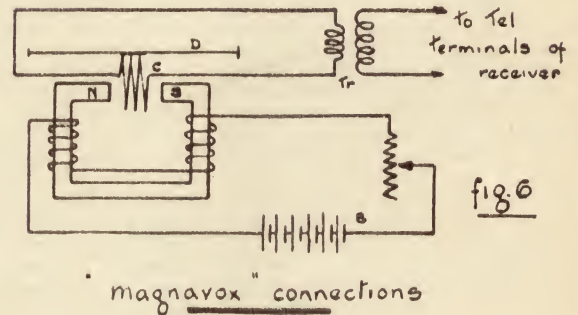 D
C
N
S
Tr
to Tel
terminals of
receiver
B
fig. 6
"magnavox" connections